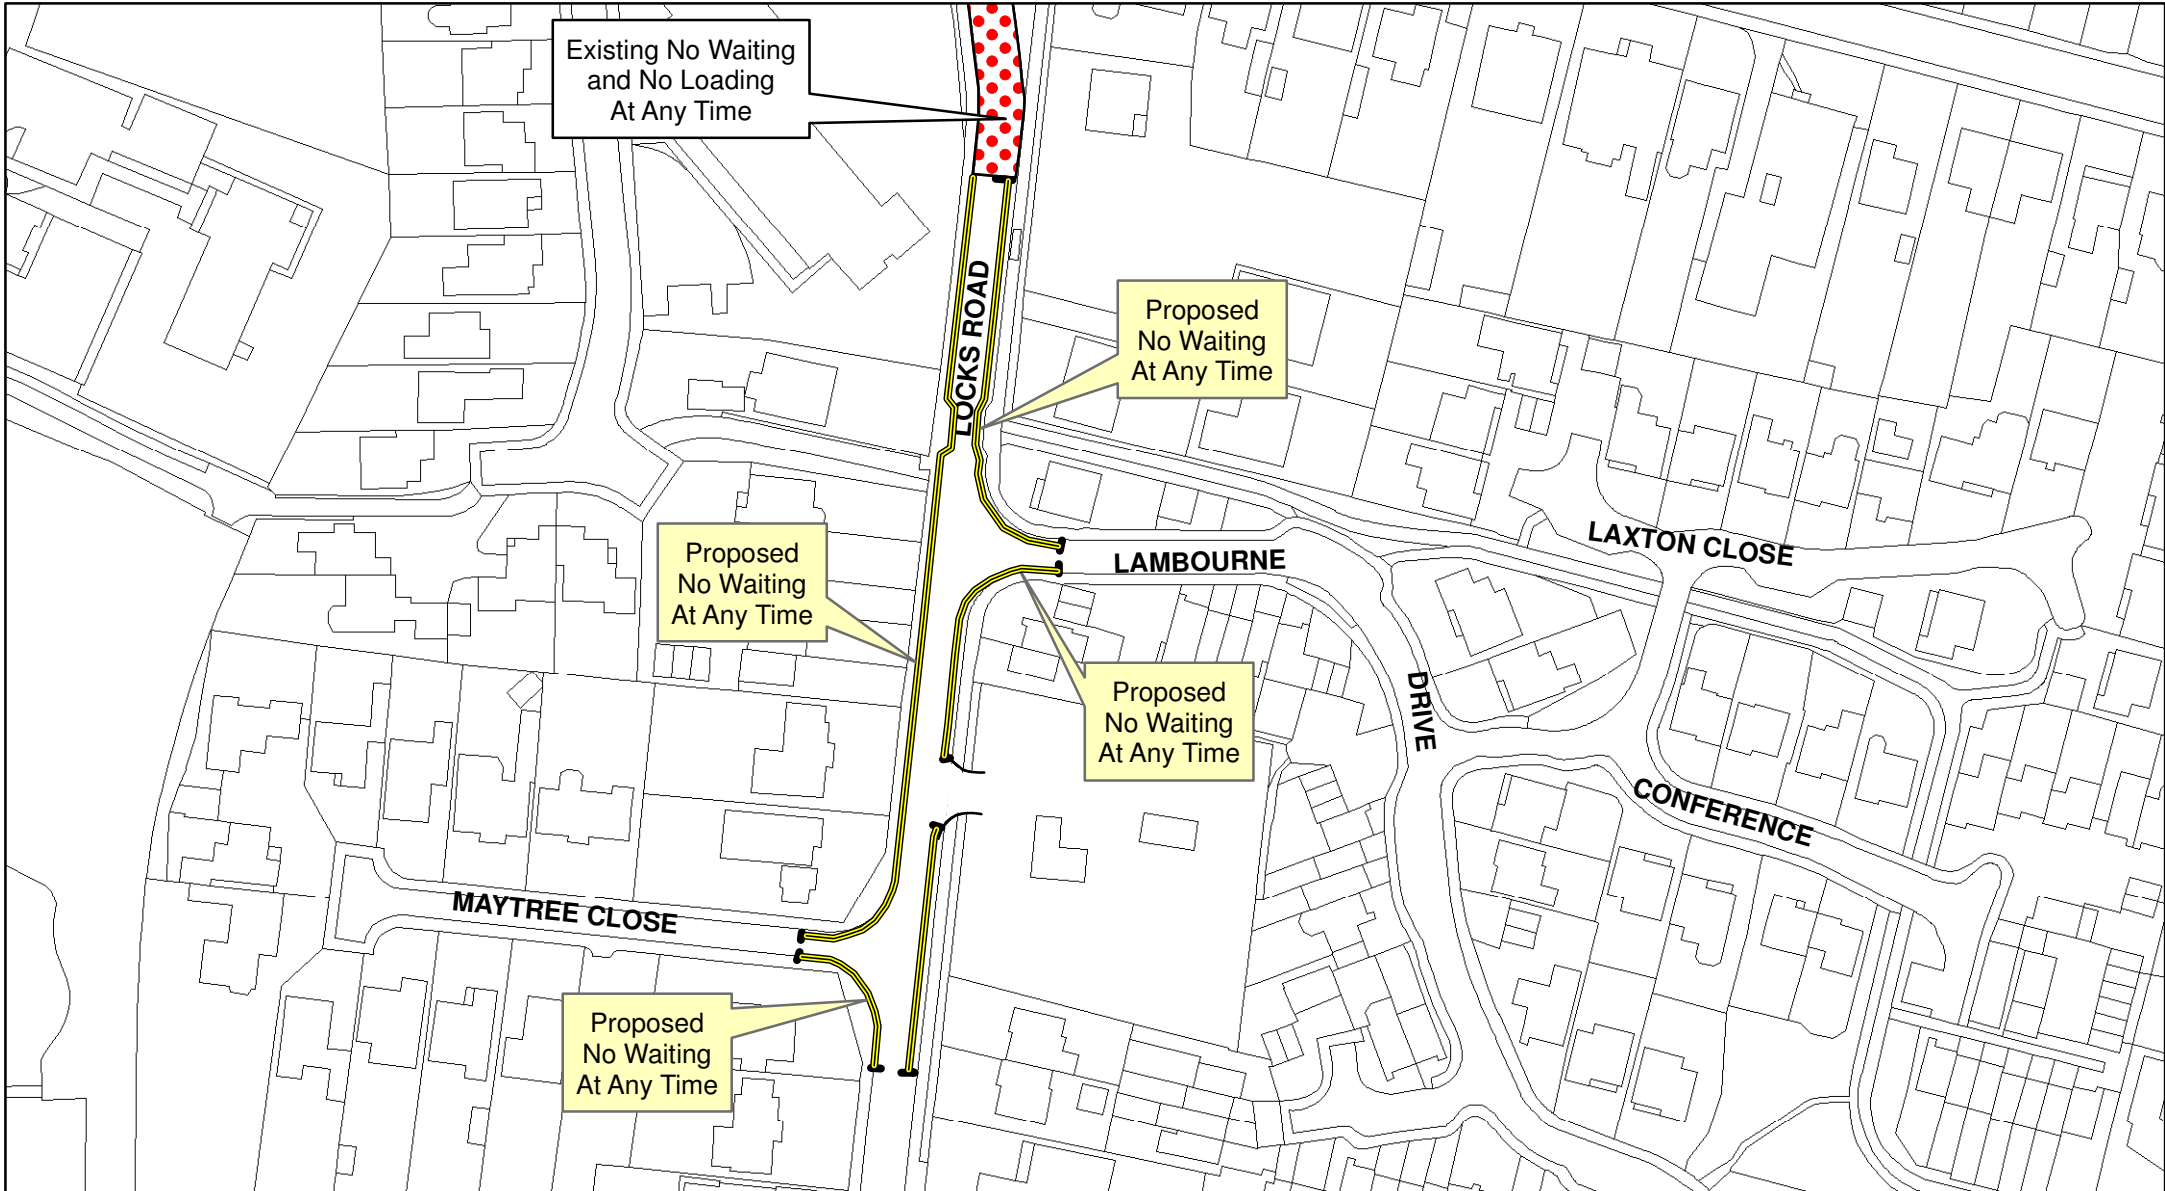 Existing No Waiting
and No Loading
At Any Time
LOCKS ROAD
Proposed
No Waiting
At Any Time
Proposed
No Waiting
At Any Time
LAMBOURNE
LAXTON CLOSE
Proposed
No Waiting
At Any Time
DRIVE
CONFERENCE
MAYTREE CLOSE
Proposed
No Waiting
At Any Time